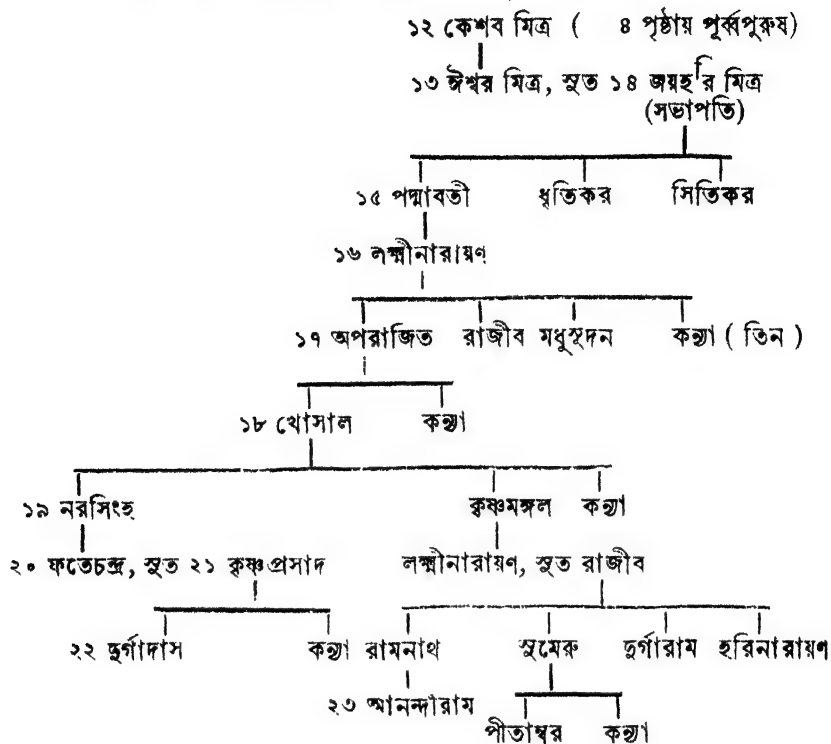 ১২ কেশব মিত্র ( ৪ পৃষ্ঠায় পূর্ব্বপুরুষ)
১৩ ঈশ্বর মিত্র, সুত ১৪ জয়হরি মিত্র
(সভাপতি)
১৫ পদ্মাবতী ধৃতিকর সিতিকর
১৬ লক্ষ্মীনারায়ণ
১৭ অপরাজিত রাজীব মধুসূদন কন্যা ( তিন )
১৮ খোসাল কন্যা
১৯ নরসিংহ কৃষ্ণমঙ্গল কন্যা
২০ ফতেচন্দ্র, সুত ২১ কৃষ্ণপ্রসাদ লক্ষ্মীনারায়ণ, সুত রাজীব
২২ দুর্গাদাস কন্যা রামনাথ সুমেরু দুর্গারাম হরিনারায়ণ
২৩ আনন্দারাম
পীতাম্বর কন্যা